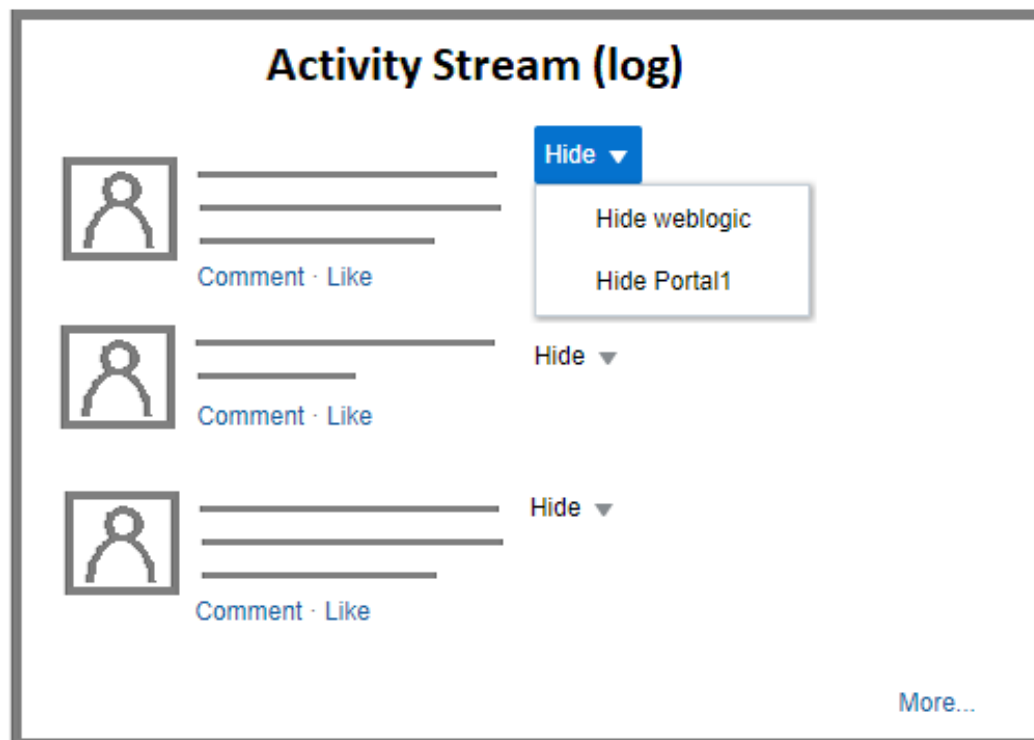 Activity Stream (log)
Hide
Hide weblogic
Hide Portal1
Comment · Like
Hide
Comment · Like
Hide
Comment · Like
More...